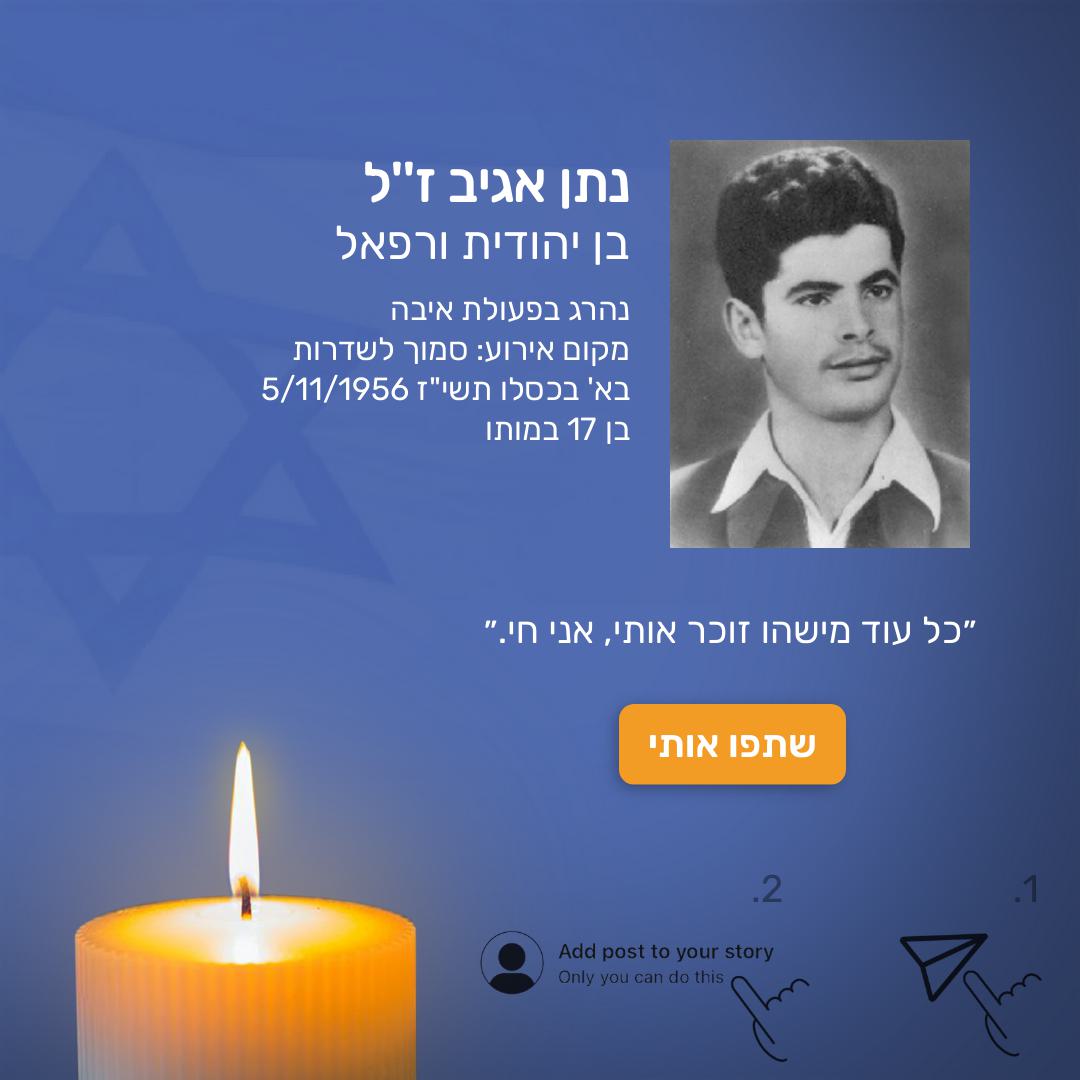 נתן אגיב ז"ל
בן יהודית ורפאל
נהרג בפעולת איבה
מקום אירוע: סמוך לשדרות
בא' בכסלו תשי"ז 5/11/1956
בן 17 במותו
״כל עוד מישהו זוכר אותי, אני חי.״
שתפו אותי
.1
.2
Add post to your story
Only you can do this